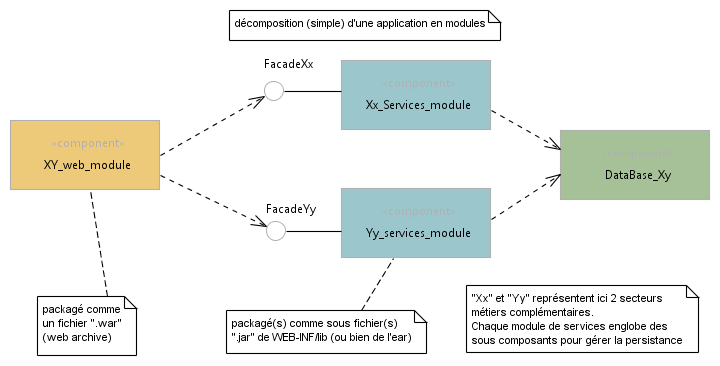 décomposition (simple) d'une application en modules
FacadeXx
«component»
Xx_Services_module
«component»
XY_web_module
«component»
DataBase_Xy
FacadeYy
«component»
Yy_services_module
packagé comme
un fichier ".war"
(web archive)
packagé(s) comme sous fichier(s)
".jar" de WEB-INF/lib (ou bien de l'ear)
"Xx" et "Yy" représentent ici 2 secteurs
métiers complémentaires.
Chaque module de services englobe des
sous composants pour gérer la persistance